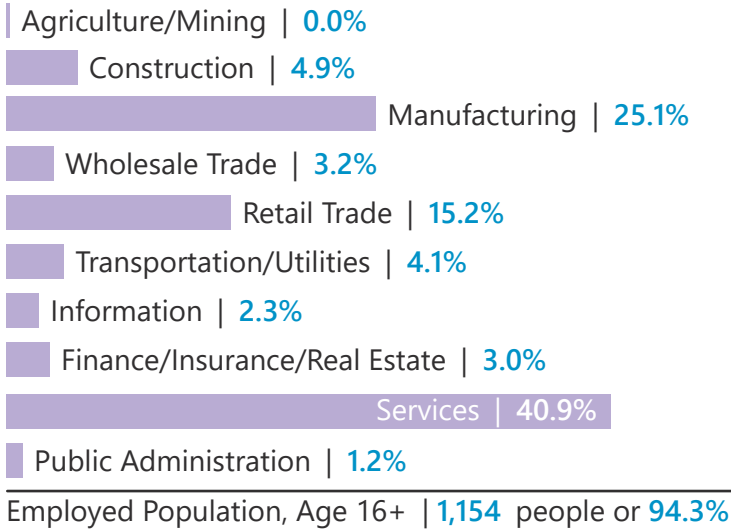 Agriculture/Mining | 0.0%
Construction | 4.9%
Manufacturing | 25.1%
Wholesale Trade | 3.2%
Retail Trade | 15.2%
Transportation/Utilities | 4.1%
Information | 2.3%
Finance/Insurance/Real Estate | 3.0%
Services | 40.9%
Public Administration | 1.2%
Employed Population, Age 16+ | 1,154 people or 94.3%